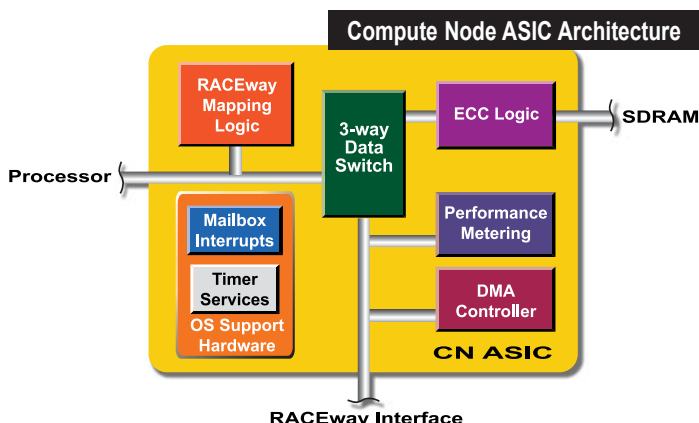 Compute Node ASIC Architecture
RACEway
Mapping
Logic
3-way
Data
Switch
ECC Logic
SDRAM
Processor
Mailbox
Interrupts
Timer
Services
OS Support
Hardware
Performance
Metering
DMA
Controller
CN ASIC
RACEway Interface